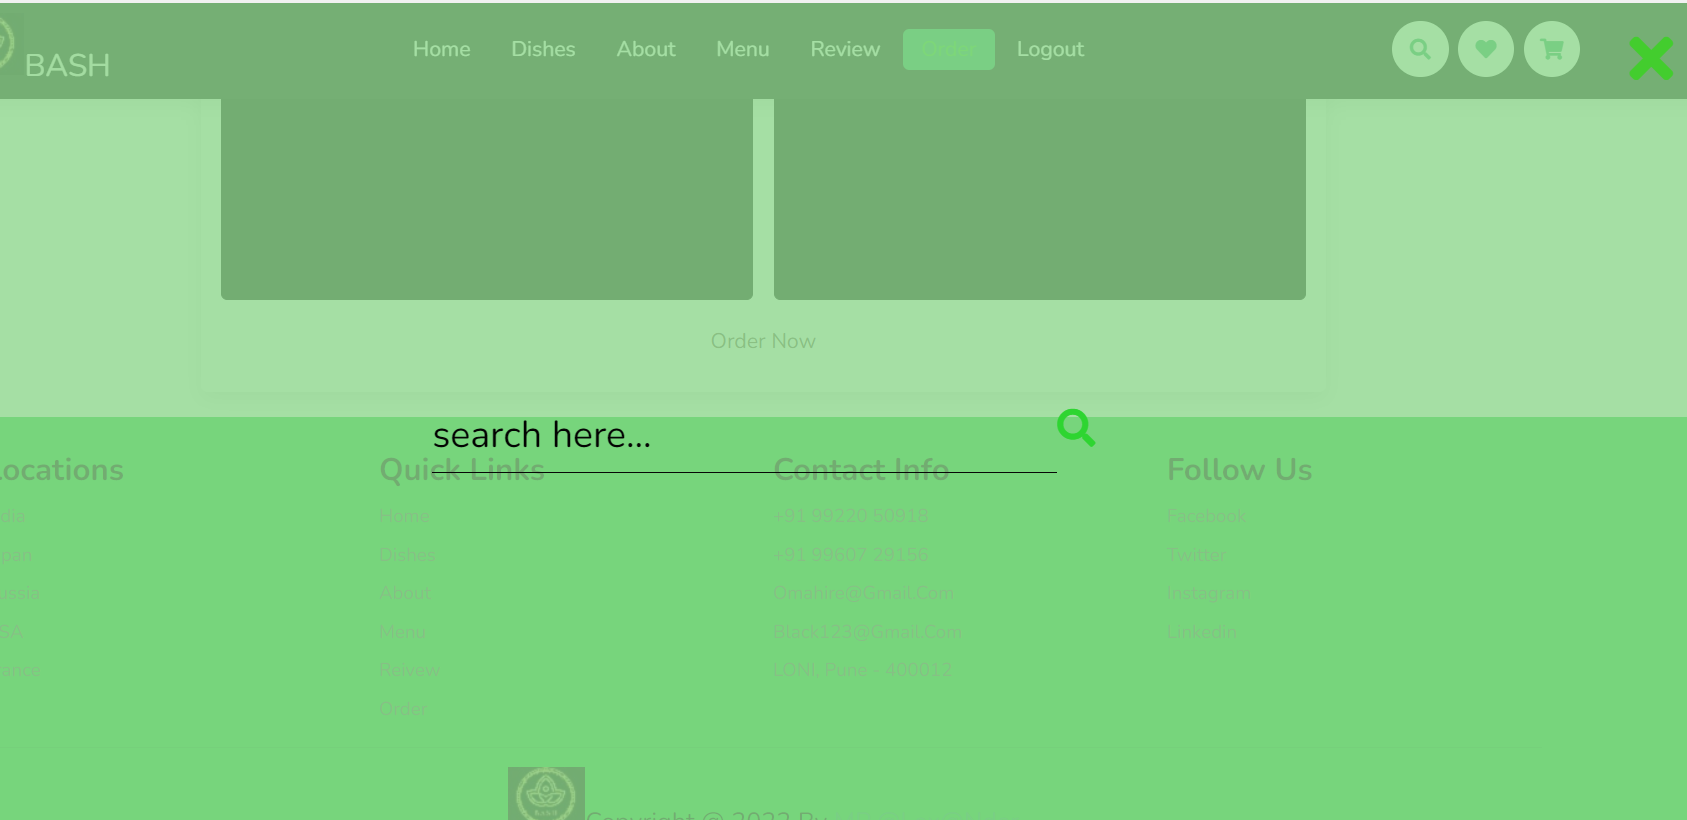 BASH
Home Dishes About Menu Review Order Logout
Order Now
search here...
Locations Quick Links Contact Info Follow Us
dia Home +91 99220 50918 Facebook
pan Dishes +91 99607 29156 Twitter
ussia About Omahire@Gmail.Com Instagram
SA Menu Black123@Gmail.Com Linkedin
ance Reivew LONI, Pune - 400012
Order
BASH
Copyright @ 2022 By